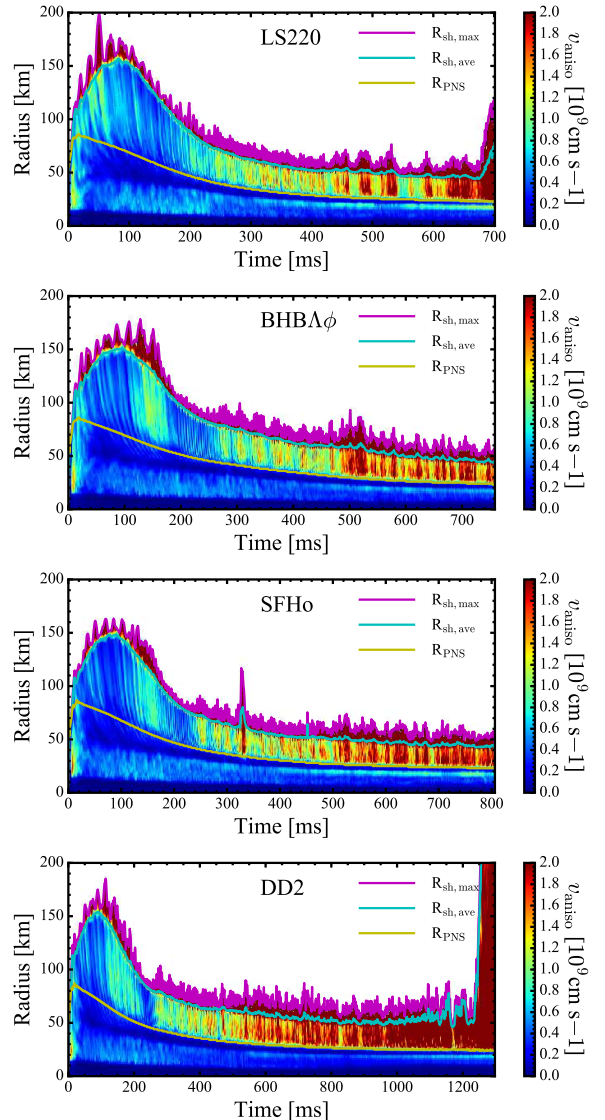 LS220
R_sh,max
R_sh,ave
R_PNS
200
150
100
50
0
Radius [km]
0 100 200 300 400 500 600 700
Time [ms]
2.0
1.8
1.6
1.4
1.2
1.0
0.8
0.6
0.4
0.2
0.0
v_aniso [10^9 cm s−1]
BHBΛϕ
R_sh,max
R_sh,ave
R_PNS
200
150
100
50
0
Radius [km]
0 100 200 300 400 500 600 700
Time [ms]
2.0
1.8
1.6
1.4
1.2
1.0
0.8
0.6
0.4
0.2
0.0
v_aniso [10^9 cm s−1]
SFHo
R_sh,max
R_sh,ave
R_PNS
200
150
100
50
0
Radius [km]
0 100 200 300 400 500 600 700 800
Time [ms]
2.0
1.8
1.6
1.4
1.2
1.0
0.8
0.6
0.4
0.2
0.0
v_aniso [10^9 cm s−1]
DD2
R_sh,max
R_sh,ave
R_PNS
200
150
100
50
0
Radius [km]
0 200 400 600 800 1000 1200
Time [ms]
2.0
1.8
1.6
1.4
1.2
1.0
0.8
0.6
0.4
0.2
0.0
v_aniso [10^9 cm s−1]